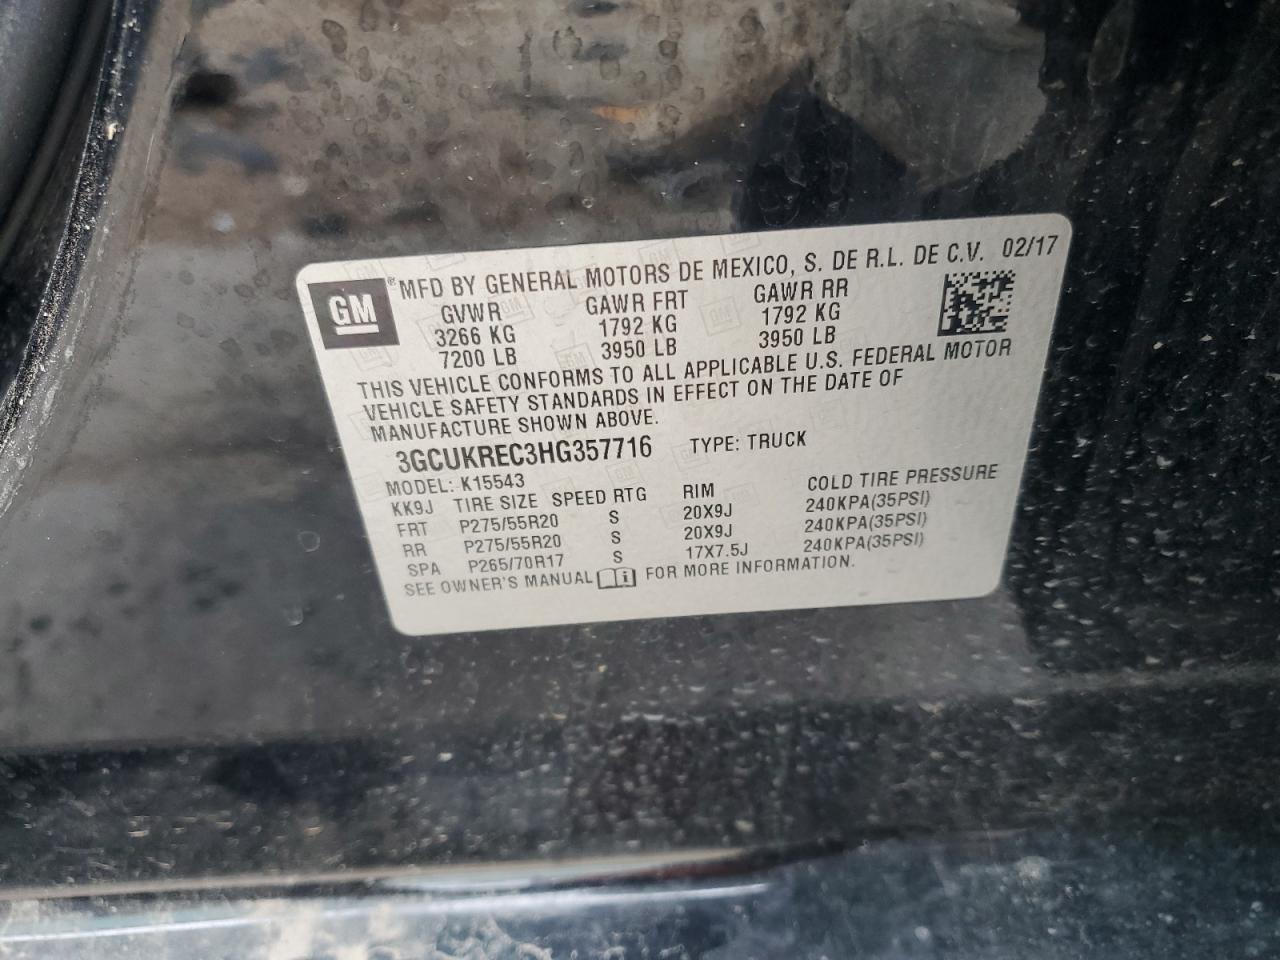 GM ® MFD BY GENERAL MOTORS DE MEXICO, S. DE R.L. DE C.V. 02/17
GVWR GAWR FRT GAWR RR
3266 KG 1792 KG 1792 KG
7200 LB 3950 LB 3950 LB
THIS VEHICLE CONFORMS TO ALL APPLICABLE U.S. FEDERAL MOTOR
VEHICLE SAFETY STANDARDS IN EFFECT ON THE DATE OF
MANUFACTURE SHOWN ABOVE.
3GCUKREC3HG357716 TYPE: TRUCK
MODEL: K15543
KK9J TIRE SIZE SPEED RTG RIM COLD TIRE PRESSURE
FRT P275/55R20 S 20X9J 240KPA(35PSI)
RR P275/55R20 S 20X9J 240KPA(35PSI)
SPA P265/70R17 S 17X7.5J 240KPA(35PSI)
SEE OWNER'S MANUAL i FOR MORE INFORMATION.